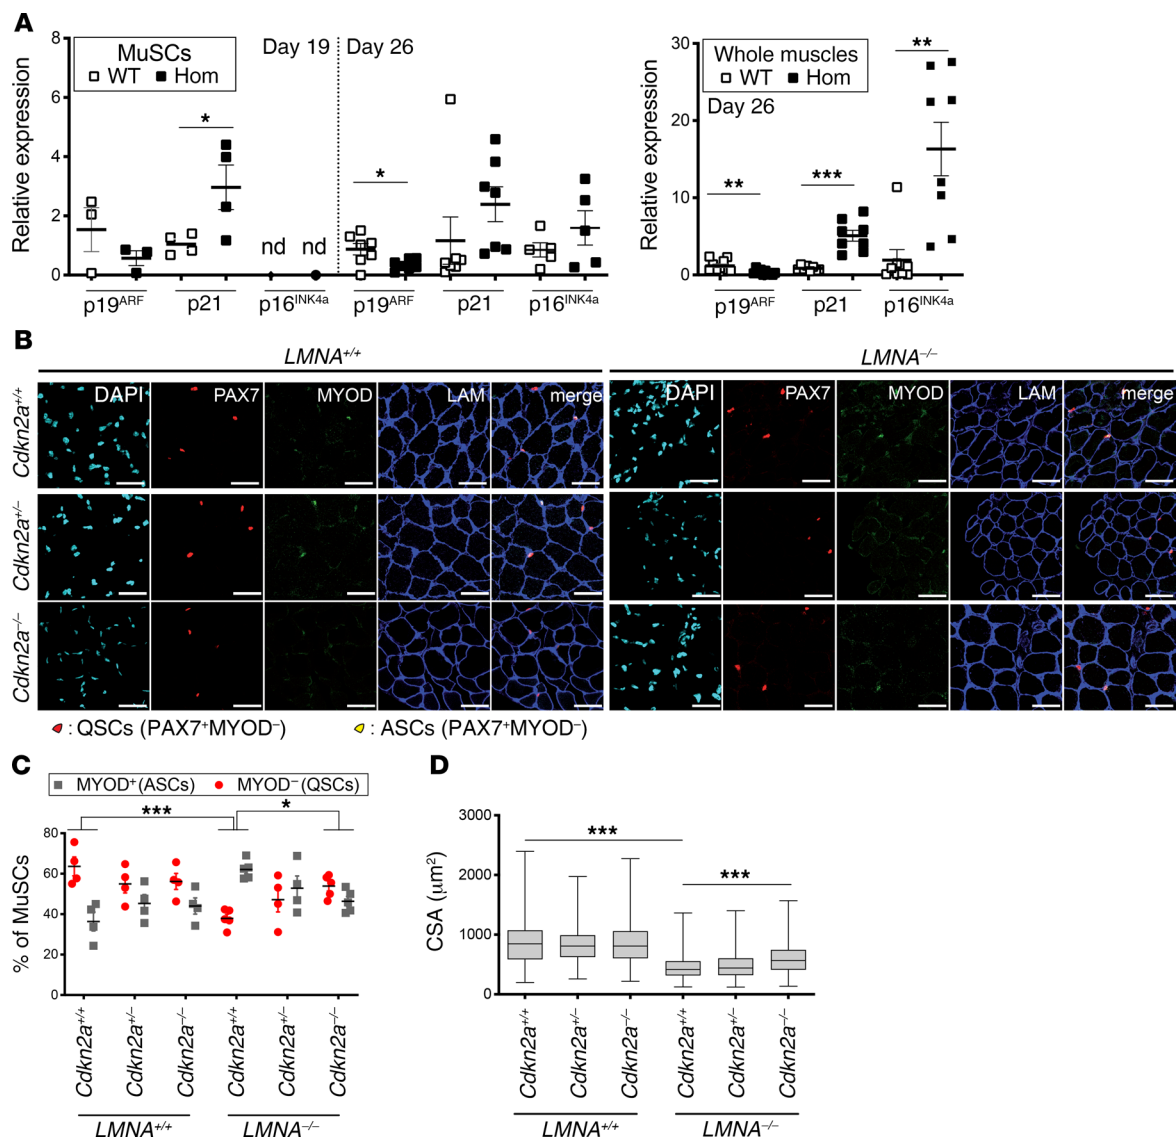 A
MuSCs
WT Hom
Day 19
Day 26
Relative expression
8
6
4
2
0
*
nd nd
*
p19ARF p21 p16INK4a p19ARF p21 p16INK4a
Whole muscles
WT Hom
Day 26
Relative expression
30
20
10
0
**
***
**
p19ARF p21 p16INK4a
B
LMNA+/+ LMNA−/−
DAPI PAX7 MYOD LAM merge DAPI PAX7 MYOD LAM merge
Cdkn2a+/+
Cdkn2a+/−
Cdkn2a−/−
: QSCs (PAX7+MYOD−) : ASCs (PAX7+MYOD−)
C
MYOD+(ASCs) MYOD−(QSCs)
*** *
% of MuSCs
80
60
40
20
0
Cdkn2a+/+ Cdkn2a+/− Cdkn2a−/− Cdkn2a+/+ Cdkn2a+/− Cdkn2a−/−
LMNA+/+ LMNA−/−
D
CSA (μm2)
3000
2000
1000
0
*** ***
Cdkn2a+/+ Cdkn2a+/− Cdkn2a−/− Cdkn2a+/+ Cdkn2a+/− Cdkn2a−/−
LMNA+/+ LMNA−/−